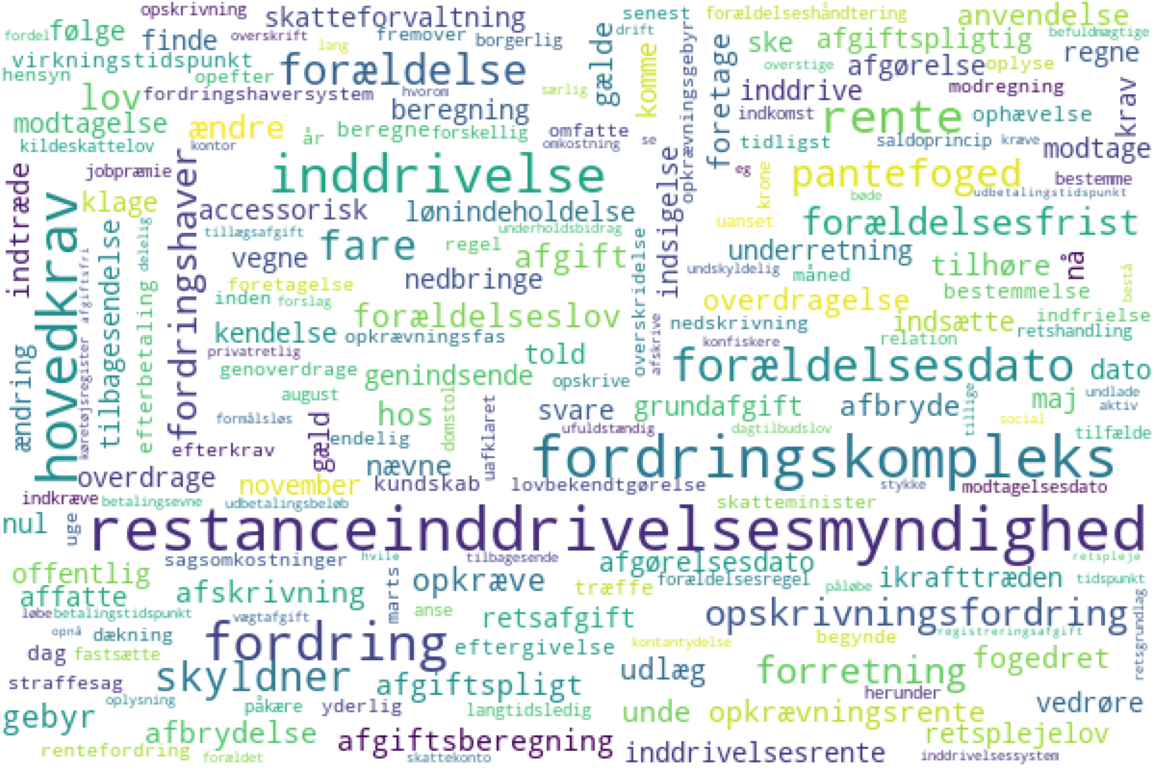 opskrivning
skatteforvaltning
senest
forældelseshåndtering
anvendelse
fordel
følge
finde
overskrift
fremover
borgerlig
drift
ske
afgiftspligtig
befuldmægtige
regne
virkningstidspunkt
lang
gælde
komme
opkrævningsgebyr
foretage
overstige
afgørelse
oplyse
hensyn
opefter
forældelse
lov
fordringshaversystem
hvorom
særlig
inddrive
modregning
krav
beregning
modtagelse
ændre
år
beregne
forskellig
omfatte
se
indkomst
rente
ophævelse
kildeskattelov
kontor
omkostning
tidligst
saldoprincip
kræve
modtage
jobpræmie
inddrivelse
eg
krone
pantefoged
bestemme
udbetalingstidspunkt
indtræde
hovedkrav
klage
fordringshaver
accessorisk
lønindeholdelse
indsigelse
bøde
uanset
forældelsesfrist
tilbagesendelse
delelig
tillægsafgift
fare
regel
underholdsbidrag
afgift
overskridelse
underretning
afgiftsfri
vegne
nedbringe
undskyldelig
måned
tilhøre
nå
bestå
inden
foretagelse
forslag
overdragelse
bestemmelse
efterbetaling
kendelse
forældelseslov
opkrævningsfas
nedskrivning
indsætte
indfrielse
retshandling
relation
køretøjsregister
privatretlig
told
afskrive
konfiskere
ændring
genoverdrage
genindsende
opskrive
forældelsesdato
dato
august
domstol
undlade
formålsløs
hos
uafklaret
svare
grundafgift
afbryde
tillige
maj
aktiv
social
gæld
endelig
ufuldstændig
dagtilbudslov
tilfælde
efterkrav
nævne
fordringskompleks
overdrage
november
kundskab
lovbekendtgørelse
stykke
modtagelsesdato
indkræve
betalingsevne
udbetalingsbeløb
skatteminister
nul
uge
restanceinddrivelsesmyndighed
sagsomkostninger
hvile
tilbagesende
afgørelsesdato
retspleje
offentlig
marts
opkræve
træffe
forældelsesregel
påløbe
ikrafttræden
tidspunkt
affatte
afskrivning
løbe
betalingstidspunkt
vægtafgift
anse
retsafgift
opskrivningsfordring
retsgrundlag
opnå
dækning
fordring
eftergivelse
kontantydelse
begynde
registreringsafgift
dag
fastsætte
skyldner
udlæg
forretning
fogedret
straffesag
afgiftspligt
herunder
oplysning
påkære
yderlig
langtidsledig
vedrøre
gebyr
unde
opkrævningsrente
afbrydelse
afgiftsberegning
retsplejelov
rentefordring
forældet
skattekonto
inddrivelsesrente
inddrivelsessystem